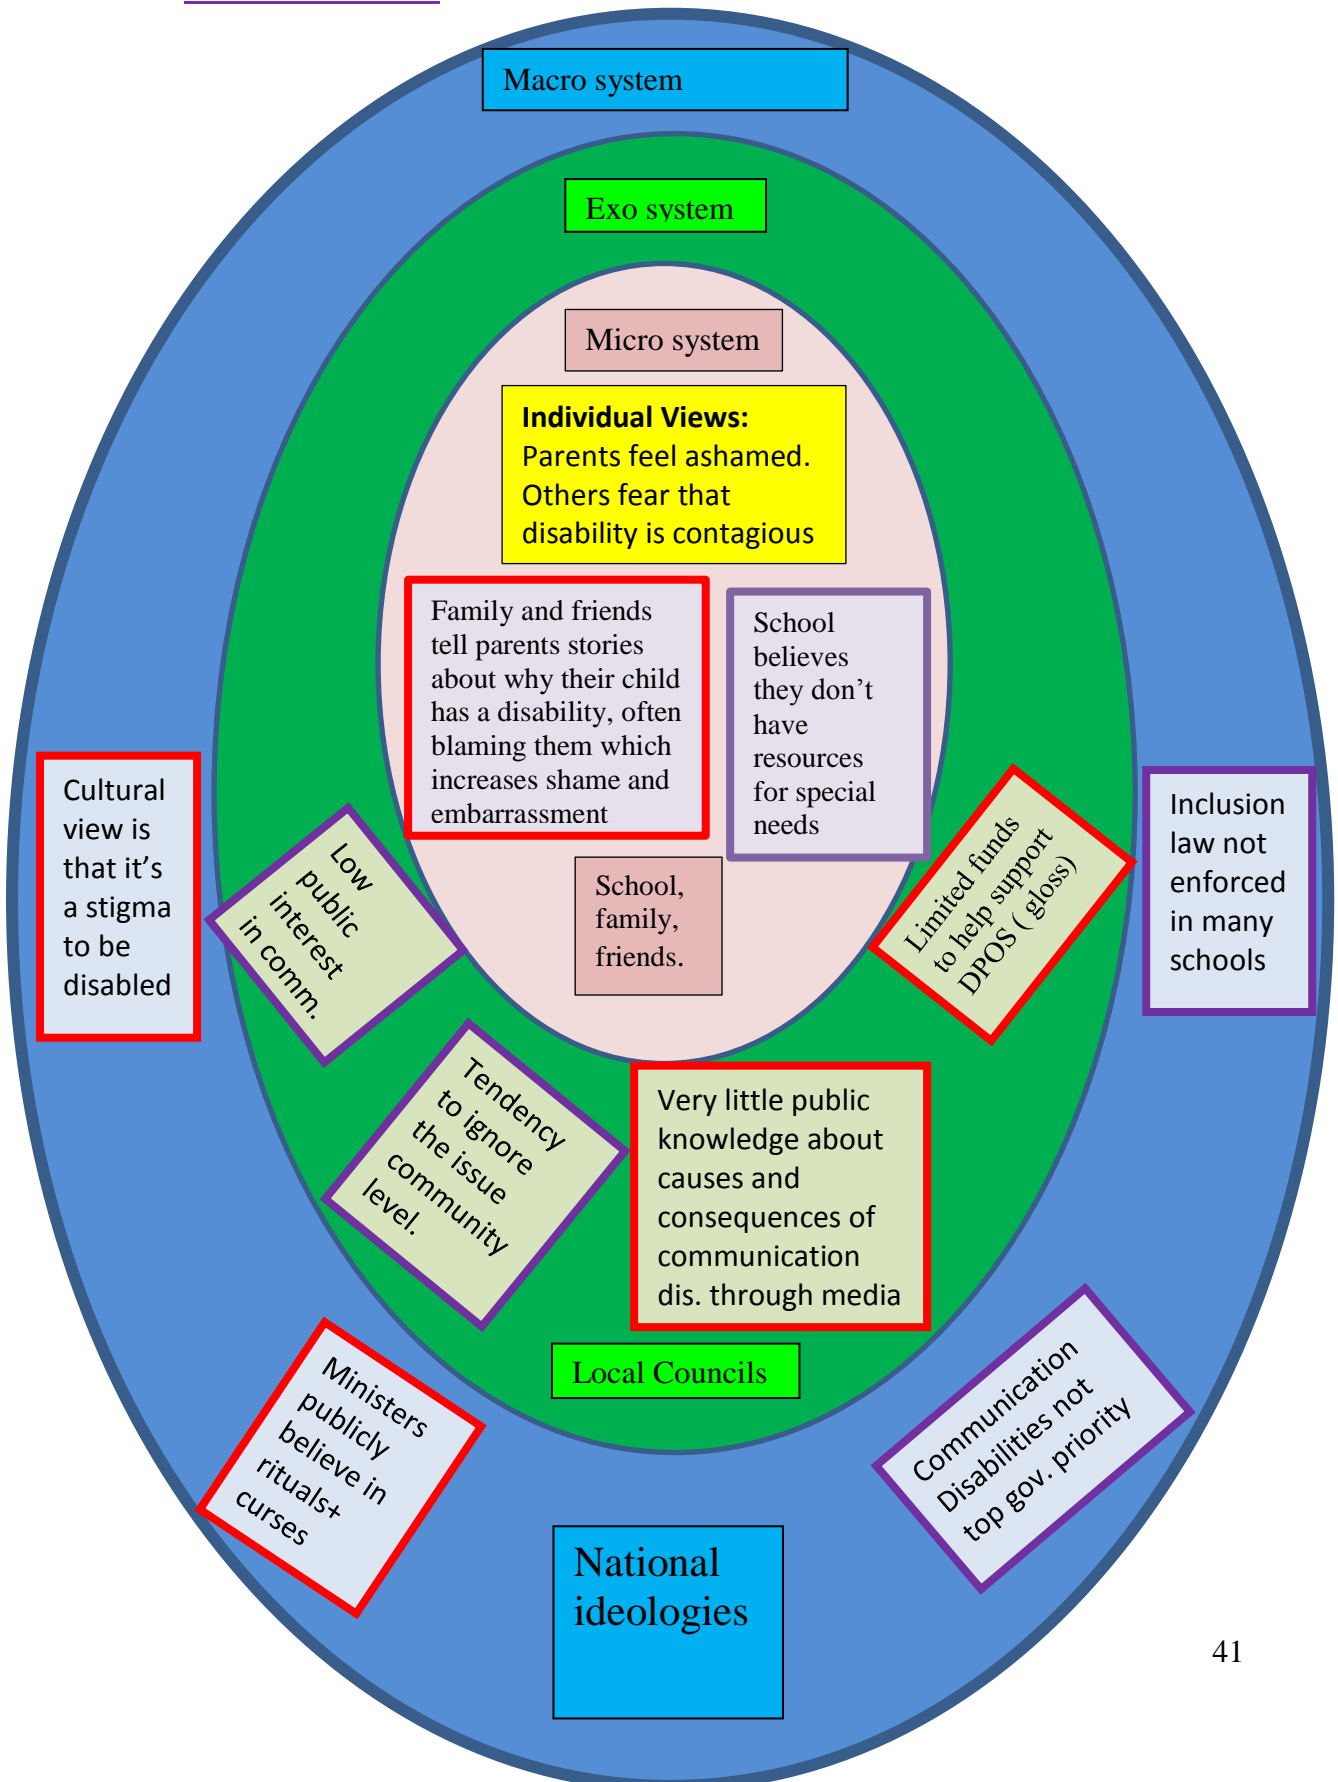 Macro system
Exo system
Micro system
Individual Views:
Parents feel ashamed.
Others fear that
disability is contagious
Family and friends
tell parents stories
about why their child
has a disability, often
blaming them which
increases shame and
embarrassment
School
believes
they don’t
have
resources
for special
needs
School,
family,
friends.
Cultural
view is
that it’s
a stigma
to be
disabled
Low
public
interest
in comm.
Limited funds
to help support
DPOS ( gloss)
Inclusion
law not
enforced
in many
schools
Tendency
to ignore
the issue
community
level.
Very little public
knowledge about
causes and
consequences of
communication
dis. through media
Local Councils
Ministers
publicly
believe in
rituals+
curses
Communication
Disabilities not
top gov. priority
National
ideologies
41